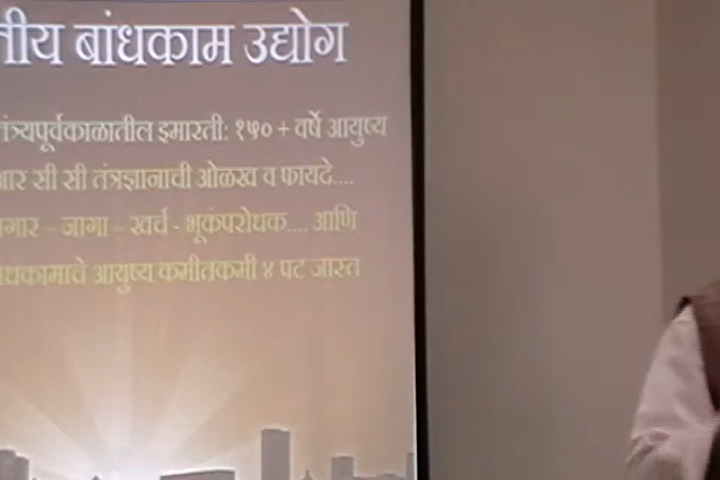 तीय बांधकाम उद्योग
तंत्र्यपूर्वकाळातील इमारती: १५० + वर्षे आयुष्य
आर सी सी तंत्रज्ञानाची ओळख व फायदे....
गार – जागा – खर्च - भूकंपरोधक.... आणि
धकामाचे आयुष्य कमीतकमी ४ पट जास्त